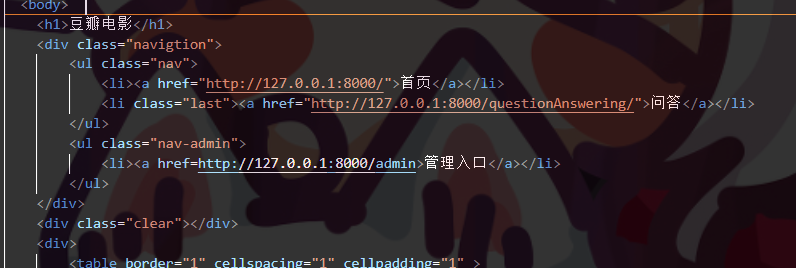 <body>
<h1>豆瓣电影</h1>
<div class="navigtion">
<ul class="nav">
<li><a href="http://127.0.0.1:8000/">首页</a></li>
<li class="last"><a href="http://127.0.0.1:8000/questionAnswering/">问答</a></li>
</ul>
<ul class="nav-admin">
<li><a href=http://127.0.0.1:8000/admin>管理入口</a></li>
</ul>
</div>
<div class="clear"></div>
<div>
<table border="1" cellspacing="1" cellpadding="1" >